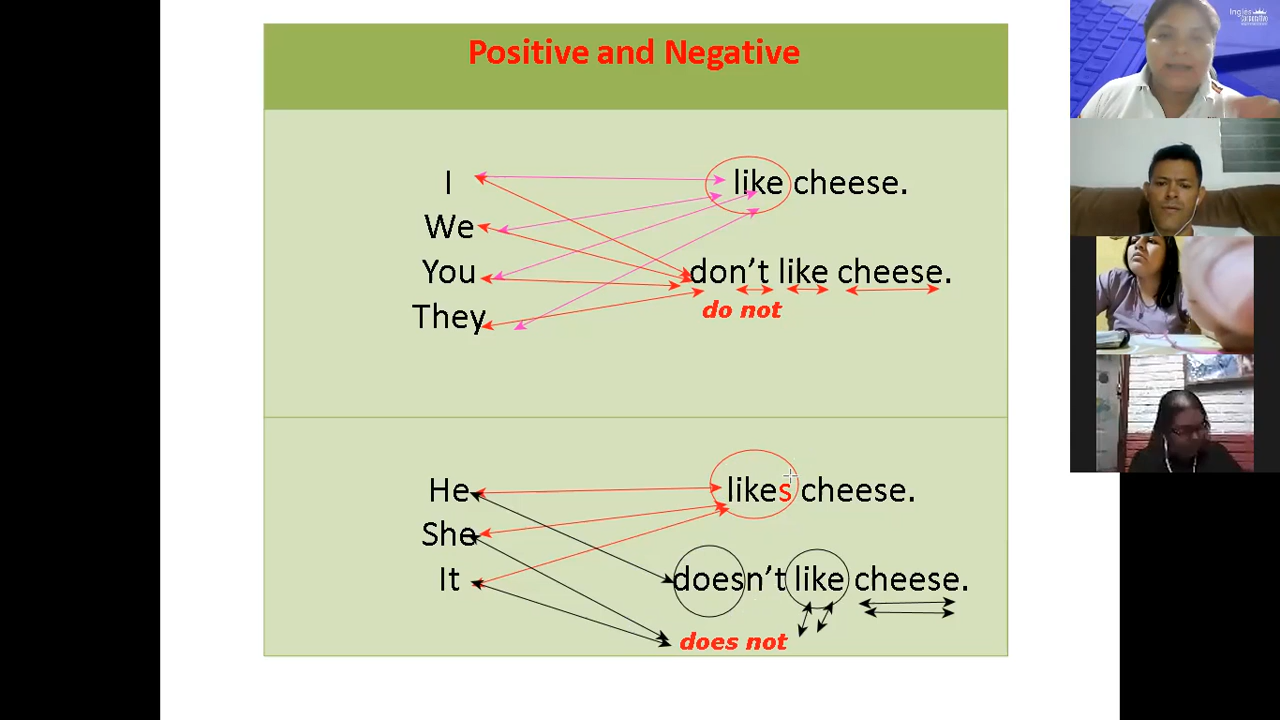 Positive and Negative
I like cheese.
We
You don't like cheese.
They do not
He likes cheese.
She
It doesn't like cheese.
does not
Ingles